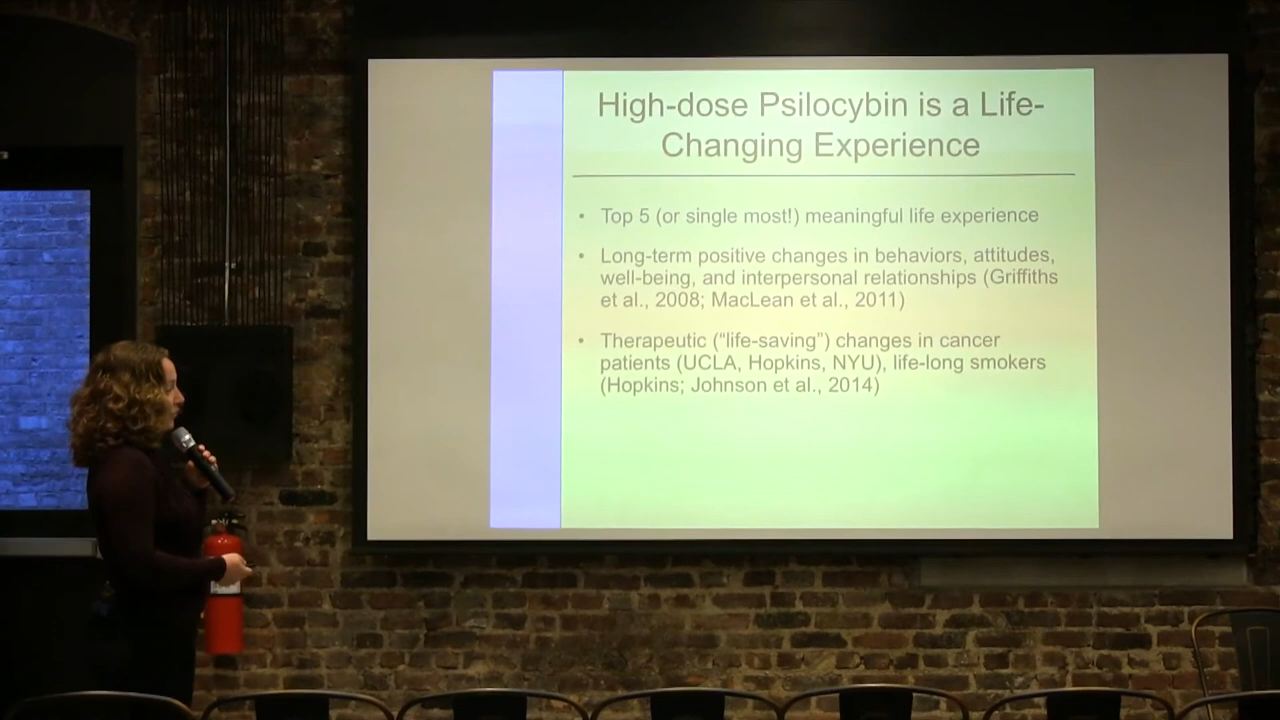 High-dose Psilocybin is a Life-
Changing Experience
• Top 5 (or single most!) meaningful life experience
• Long-term positive changes in behaviors, attitudes,
well-being, and interpersonal relationships (Griffiths
et al., 2008; MacLean et al., 2011)
• Therapeutic (“life-saving”) changes in cancer
patients (UCLA, Hopkins, NYU), life-long smokers
(Hopkins; Johnson et al., 2014)